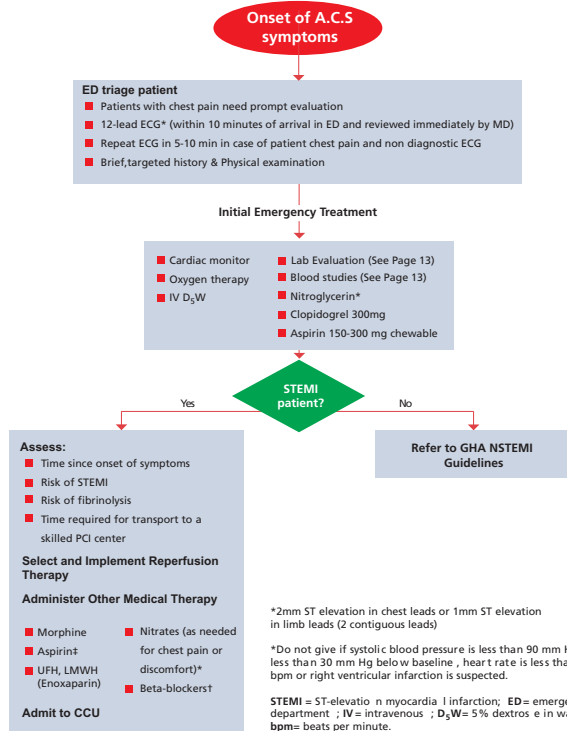 Onset of A.C.S
symptoms
ED triage patient
Patients with chest pain need prompt evaluation
12-lead ECG* (within 10 minutes of arrival in ED and reviewed immediately by MD)
Repeat ECG in 5-10 min in case of patient chest pain and non diagnostic ECG
Brief,targeted history & Physical examination
Initial Emergency Treatment
Cardiac monitor
Oxygen therapy
IV D5W
Lab Evaluation (See Page 13)
Blood studies (See Page 13)
Nitroglycerin*
Clopidogrel 300mg
Aspirin 150-300 mg chewable
STEMI
patient?
Yes
No
Assess:
Time since onset of symptoms
Risk of STEMI
Risk of fibrinolysis
Time required for transport to a
skilled PCI center
Select and Implement Reperfusion
Therapy
Administer Other Medical Therapy
Morphine
Aspirin‡
UFH, LMWH
(Enoxaparin)
Nitrates (as needed
for chest pain or
discomfort)*
Beta-blockers†
Admit to CCU
Refer to GHA NSTEMI
Guidelines
*2mm ST elevation in chest leads or 1mm ST elevation
in limb leads (2 contiguous leads)
*Do not give if systolic blood pressure is less than 90 mm H
less than 30 mm Hg below baseline , heart rate is less tha
bpm or right ventricular infarction is suspected.
STEMI = ST-elevatio n myocardia l infarction; ED= emerge
department ; IV = intravenous ; D5W= 5% dextros e in wa
bpm= beats per minute.